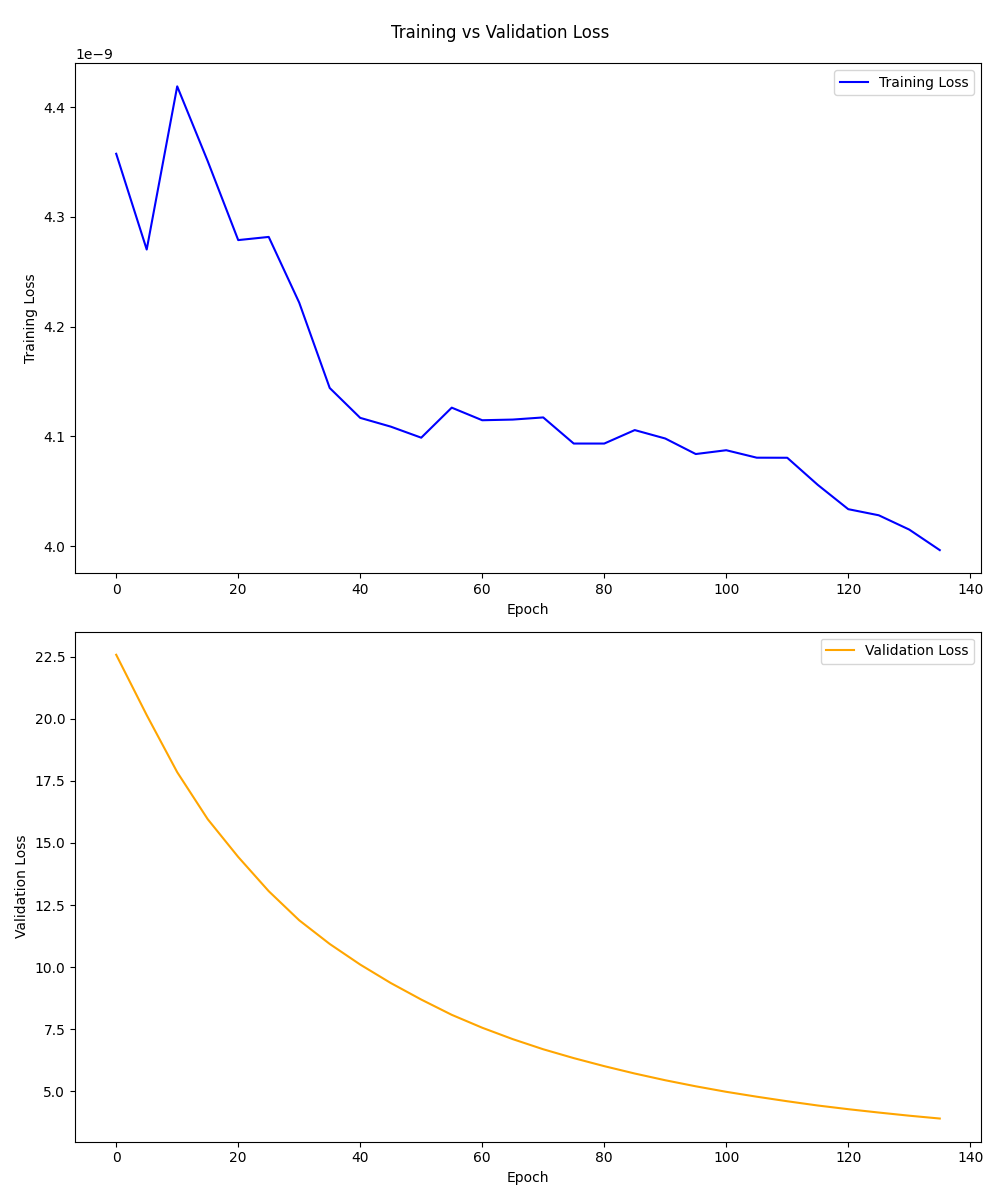 Training vs Validation Loss
1e−9
Training Loss
4.4
4.3
4.2
4.1
4.0
Training Loss
0 20 40 60 80 100 120 140
Epoch
Validation Loss
22.5
20.0
17.5
15.0
12.5
10.0
7.5
5.0
Validation Loss
0 20 40 60 80 100 120 140
Epoch